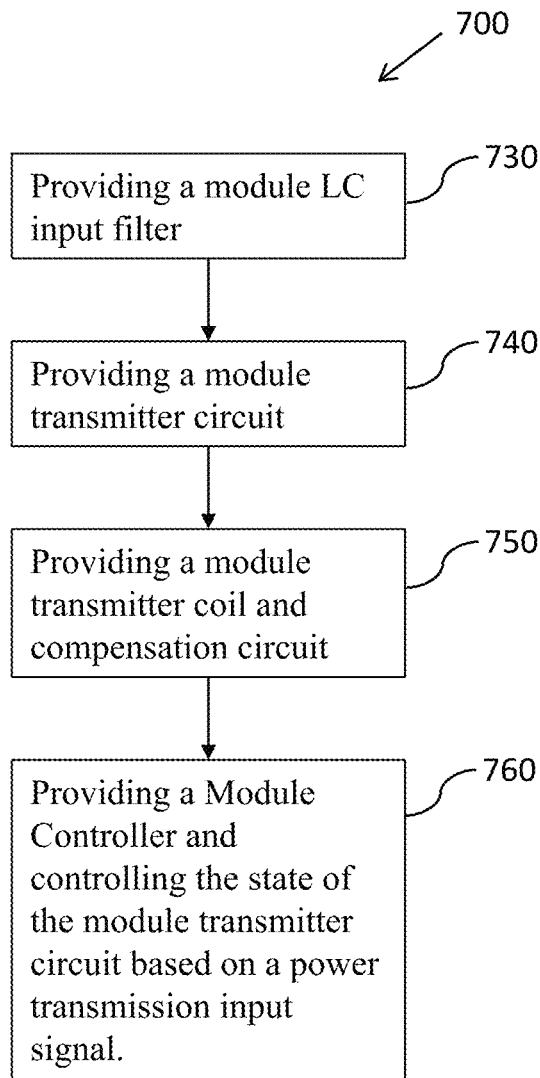 700
730
Providing a module LC
input filter
740
Providing a module
transmitter circuit
750
Providing a module
transmitter coil and
compensation circuit
760
Providing a Module
Controller and
controlling the state of
the module transmitter
circuit based on a power
transmission input
signal.